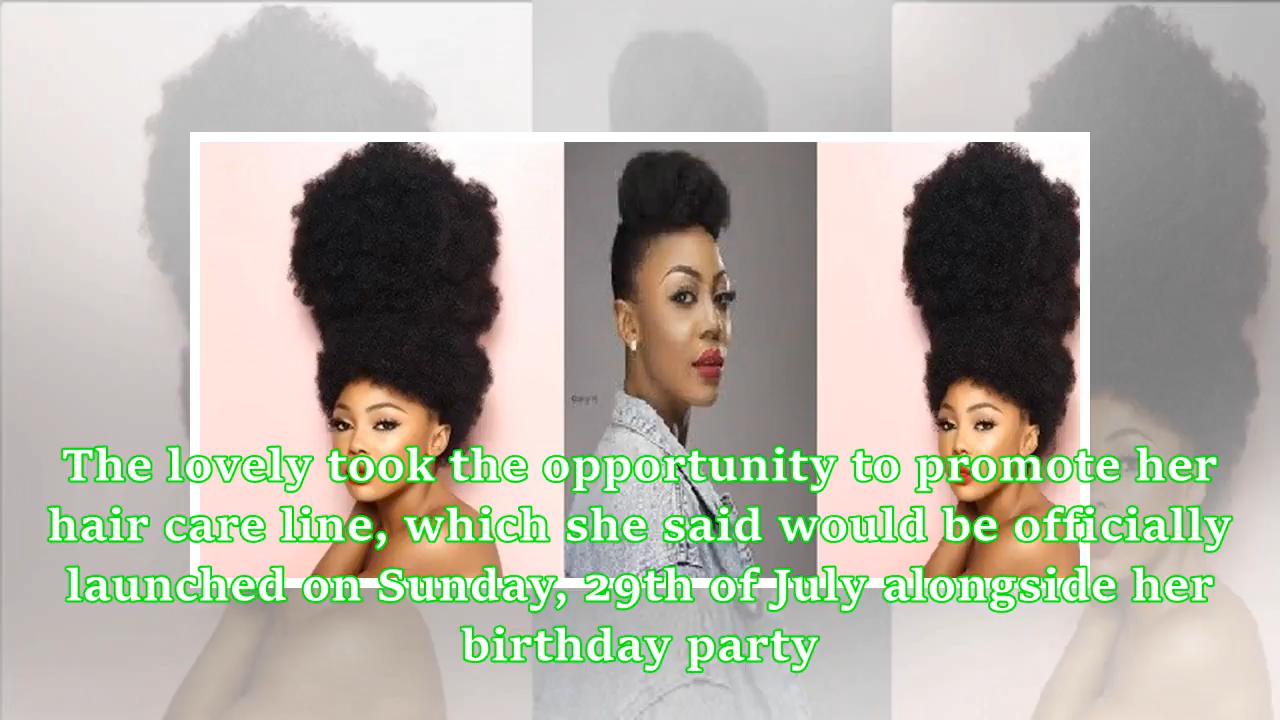 The lovely took the opportunity to promote her
hair care line, which she said would be officially
launched on Sunday, 29th of July alongside her
birthday party